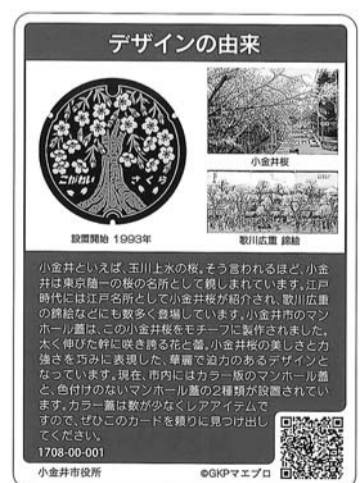 デザインの由来
こがねい
さくら
設置開始 1993年
小金井桜
歌川広重 錦絵
小金井といえば、玉川上水の桜。そう言われるほど、小金
井は東京随一の桜の名所として親しまれています。江戸
時代には江戸名所として小金井桜が紹介され、歌川広重
の錦絵などにも数多く登場しています。小金井市のマン
ホール蓋は、この小金井桜をモチーフに製作されました。
太く伸びた幹に咲き誇る花と蕾。小金井桜の美しさと力
強さを巧みに表現した、華麗で迫力のあるデザインと
なっています。現在、市内にはカラー版のマンホール蓋
と、色付けのないマンホール蓋の2種類が設置されてい
ます。カラー蓋は数が少なくレアアイテムで
すので、ぜひこのカードを頼りに見つけ出し
てください。
1708-00-001
小金井市役所
©GKPマエプロ